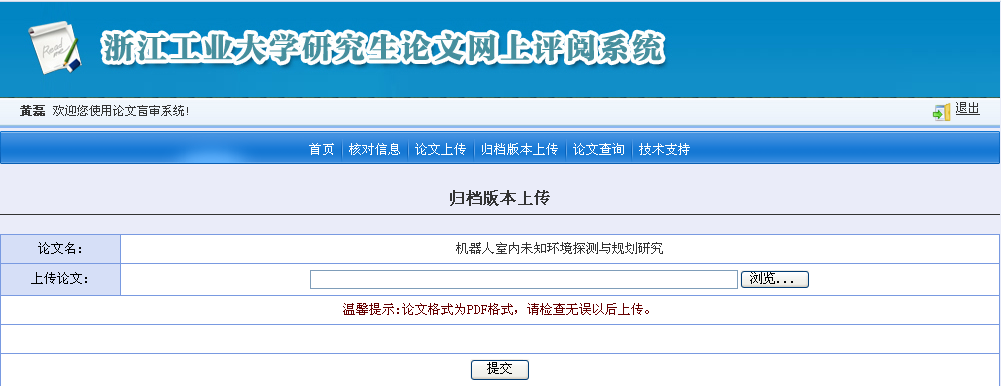 Read me
浙江工业大学研究生论文网上评阅系统
黄磊 欢迎您使用论文盲审系统!
退出
首页 核对信息 论文上传 归档版本上传 论文查询 技术支持
归档版本上传
论文名: 机器人室内未知环境探测与规划研究
上传论文: 浏览...
温馨提示:论文格式为PDF格式，请检查无误以后上传。
提交